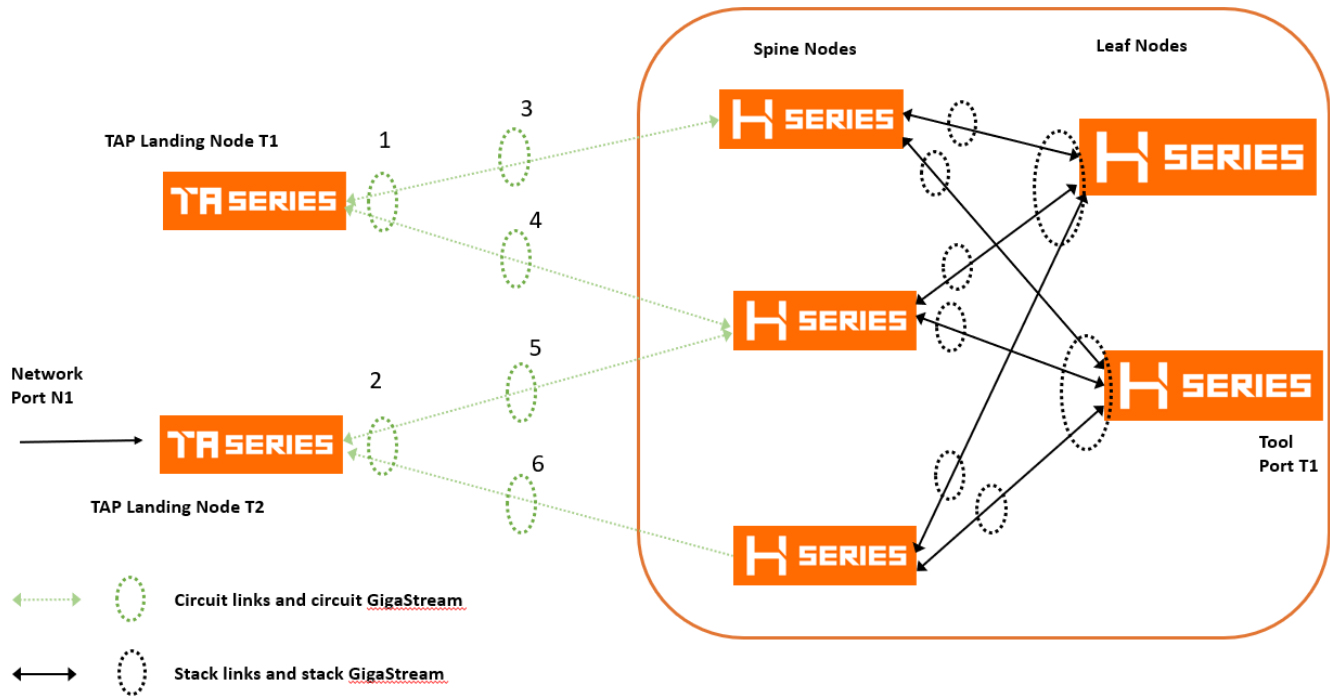 Spine Nodes
Leaf Nodes
3
TAP Landing Node T1
1
H SERIES
H SERIES
TA SERIES
4
H SERIES
5
Network
Port N1
2
H SERIES
TA SERIES
Tool
Port T1
6
TAP Landing Node T2
H SERIES
Circuit links and circuit GigaStream
Stack links and stack GigaStream